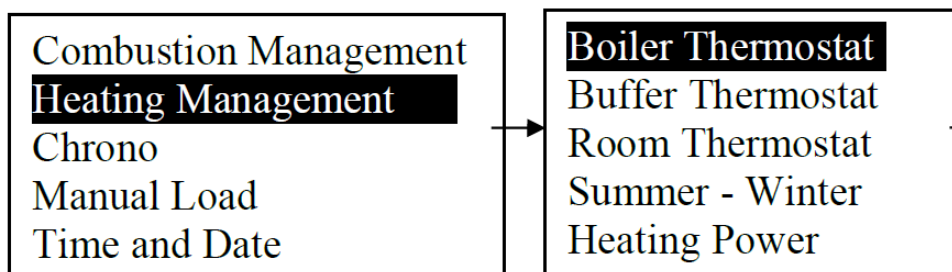 Combustion Management
Heating Management
Chrono
Manual Load
Time and Date
Boiler Thermostat
Buffer Thermostat
Room Thermostat
Summer - Winter
Heating Power